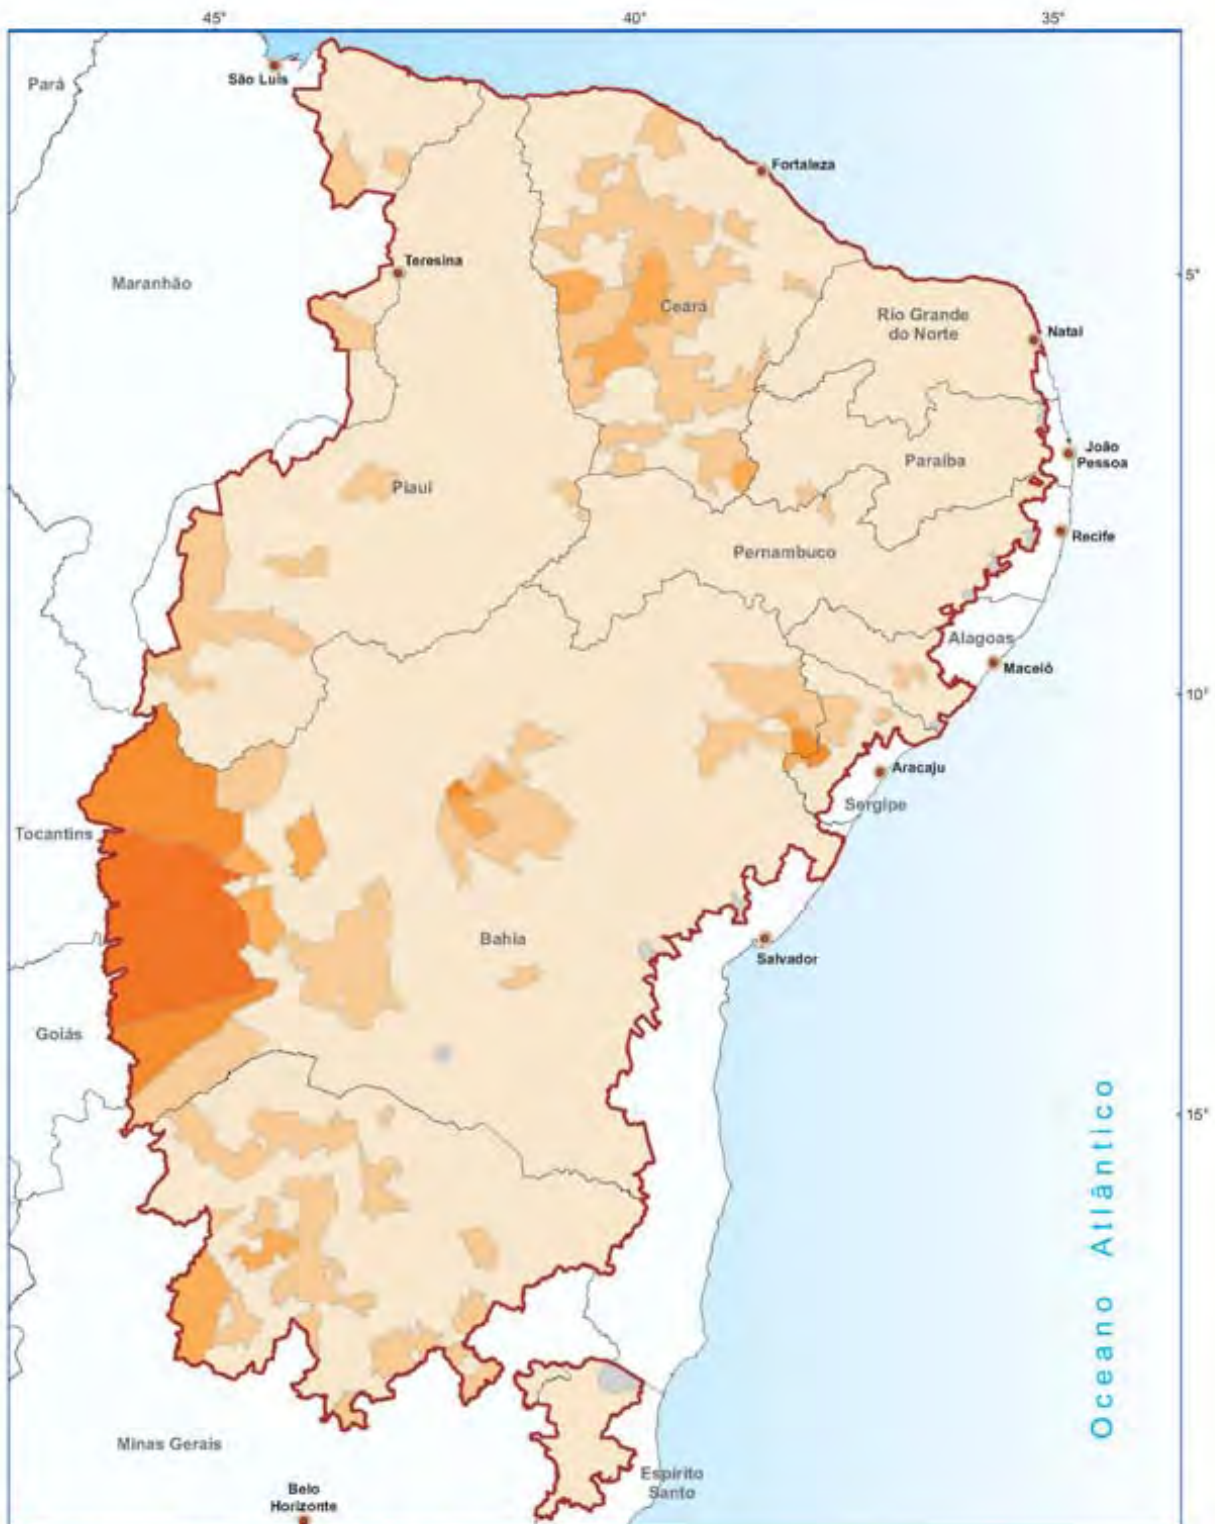 45°
40°
35°
São Luís
Pará
Fortaleza
Teresina
5°
Maranhão
Ceará
Rio Grande
do Norte
Natal
João
Pessoa
Paraíba
Piauí
Recife
Pernambuco
Alagoas
Maceió
10°
Aracaju
Sergipe
Tocantins
Bahia
Salvador
Goiás
15°
Oceano Atlântico
Minas Gerais
Espírito
Santo
Belo
Horizonte